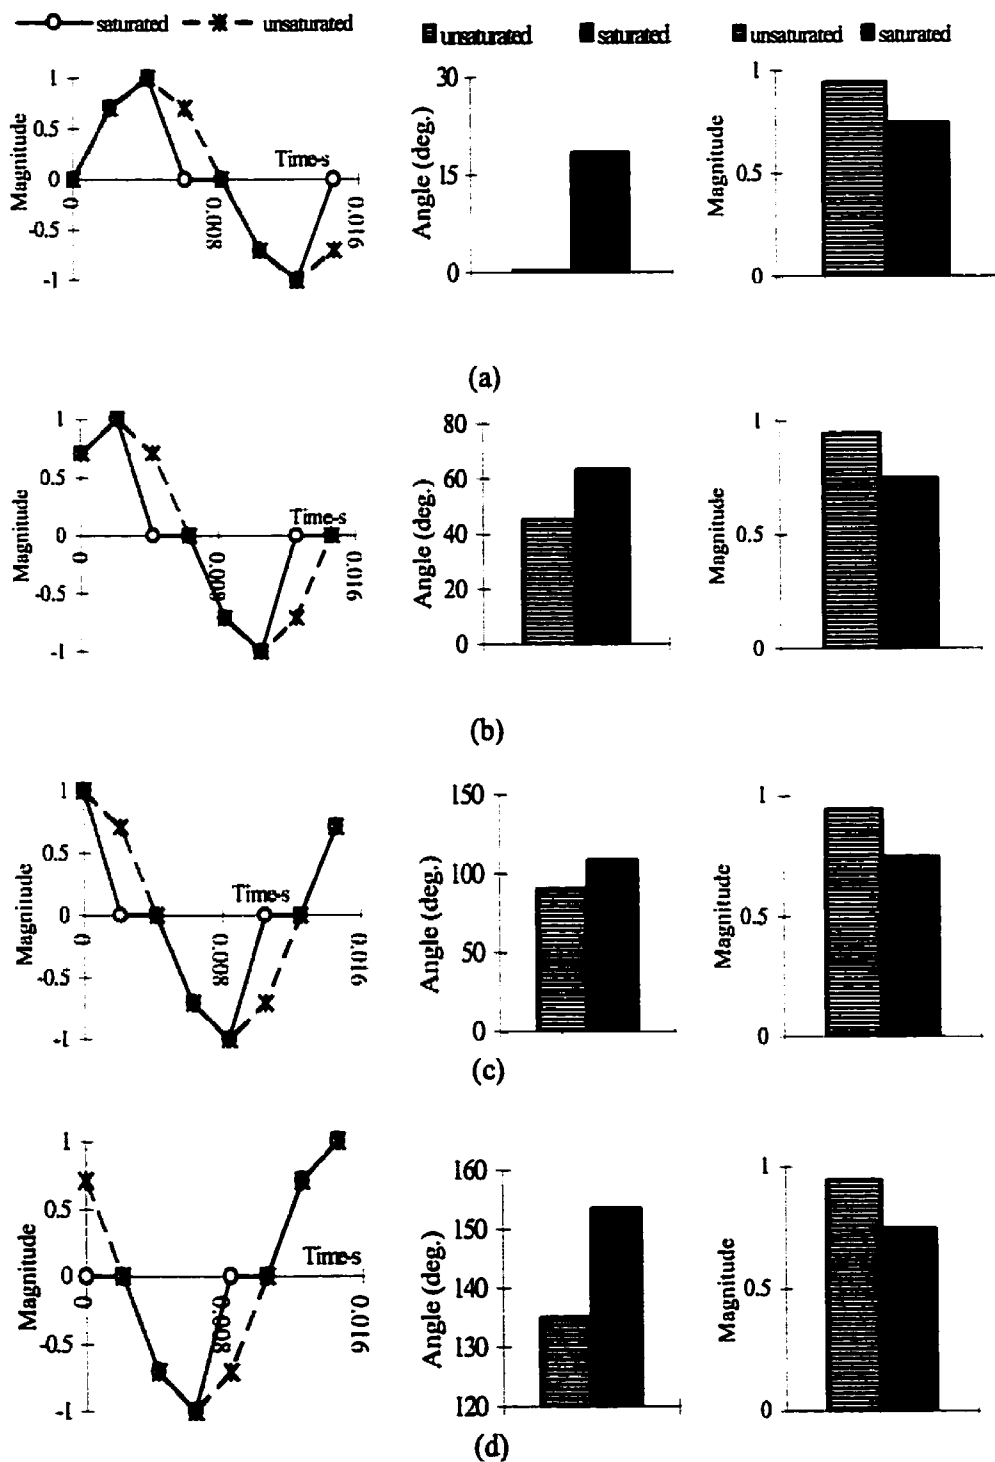 saturated unsaturated
unsaturated saturated
unsaturated saturated
Magnitude
1
0.5
0
-0.5
-1
Time-s
0
0.008
0.016
Angle (deg.)
30
15
0
Magnitude
1
0.5
0
(a)
Magnitude
1
0.5
0
-0.5
-1
Time-s
0
0.008
0.016
Angle (deg.)
80
60
40
20
0
Magnitude
1
0.5
0
(b)
Magnitude
1
0.5
0
-0.5
-1
Time-s
0
0.008
0.016
Angle (deg.)
150
100
50
0
Magnitude
1
0.5
0
(c)
Magnitude
1
0.5
0
-0.5
-1
Time-s
0
0.008
0.016
Angle (deg.)
160
150
140
130
120
Magnitude
1
0.5
0
(d)